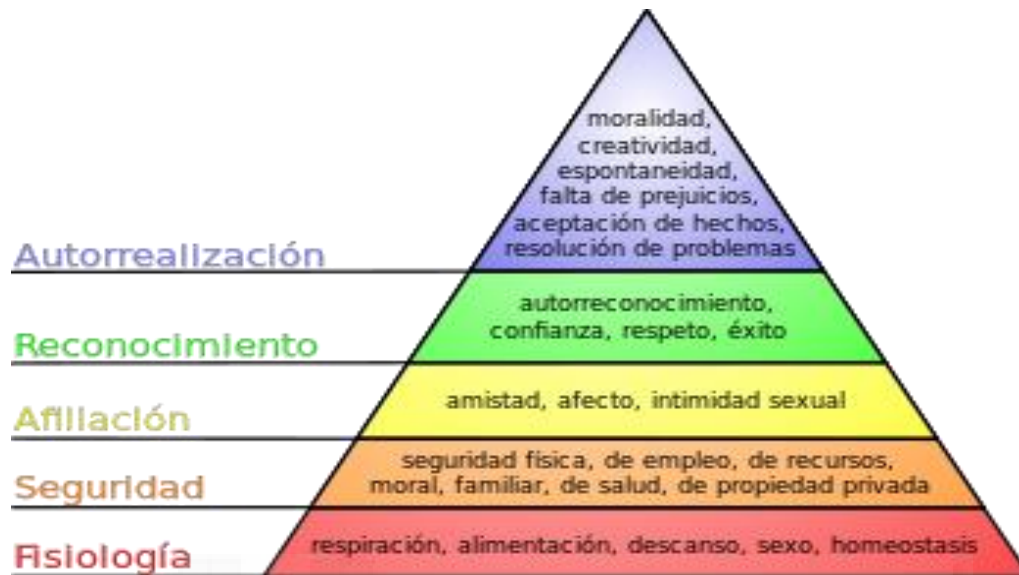 moralidad,
creatividad,
espontaneidad,
falta de prejuicios,
aceptación de hechos,
resolución de problemas
Autorrealización
autorreconocimiento,
confianza, respeto, éxito
Reconocimiento
amistad, afecto, intimidad sexual
Afiliación
seguridad física, de empleo, de recursos,
moral, familiar, de salud, de propiedad privada
Seguridad
respiración, alimentación, descanso, sexo, homeostasis
Fisiología